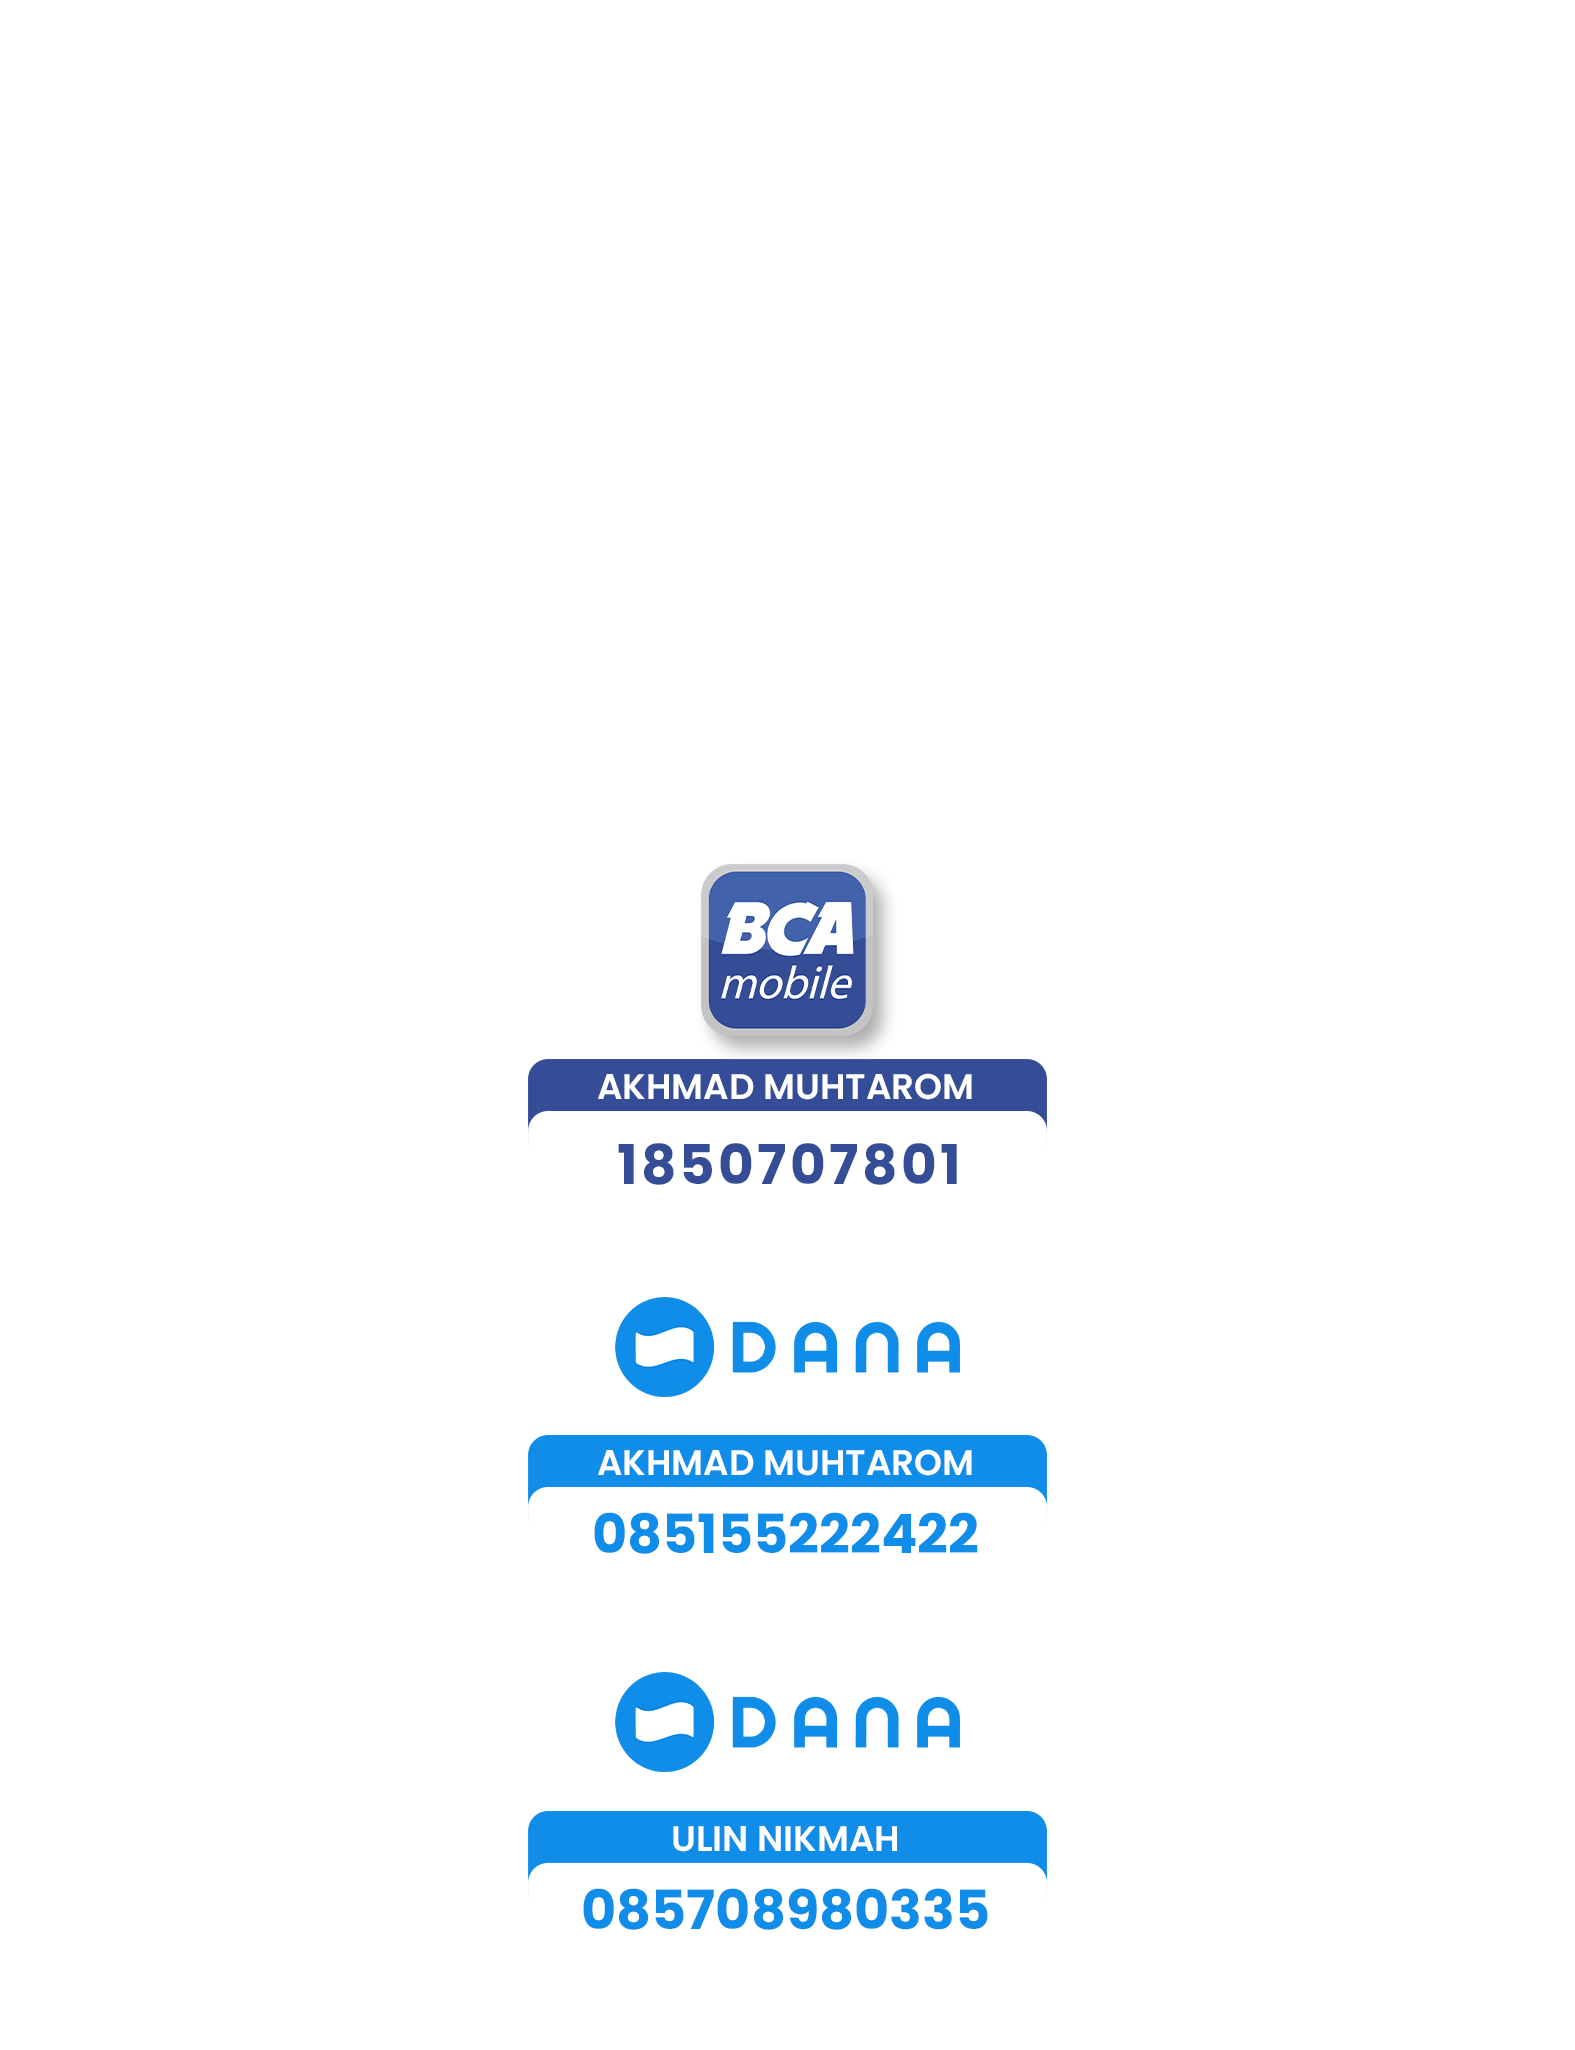 BCA
mobile
AKHMAD MUHTAROM
1850707801
DANA
AKHMAD MUHTAROM
085155222422
DANA
ULIN NIKMAH
085708980335